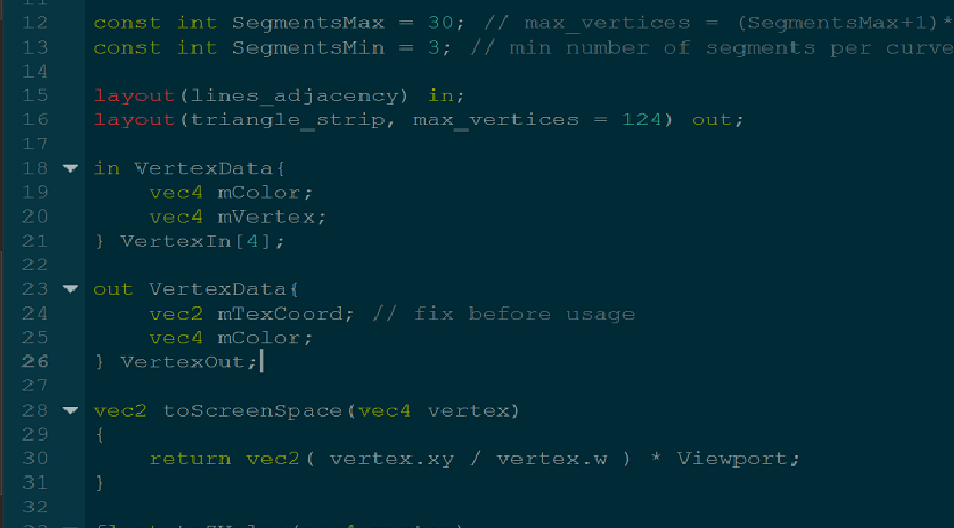 12 const int SegmentsMax = 30; // max_vertices = (SegmentsMax+1)*
13 const int SegmentsMin = 3; // min number of segments per curve
14
15 layout(lines_adjacency) in;
16 layout(triangle_strip, max_vertices = 124) out;
17
18 in VertexData{
19 vec4 mColor;
20 vec4 mVertex;
21 } VertexIn[4];
22
23 out VertexData{
24 vec2 mTexCoord; // fix before usage
25 vec4 mColor;
26 } VertexOut;
27
28 vec2 toScreenSpace(vec4 vertex)
29 {
30 return vec2( vertex.xy / vertex.w ) * Viewport;
31 }
32